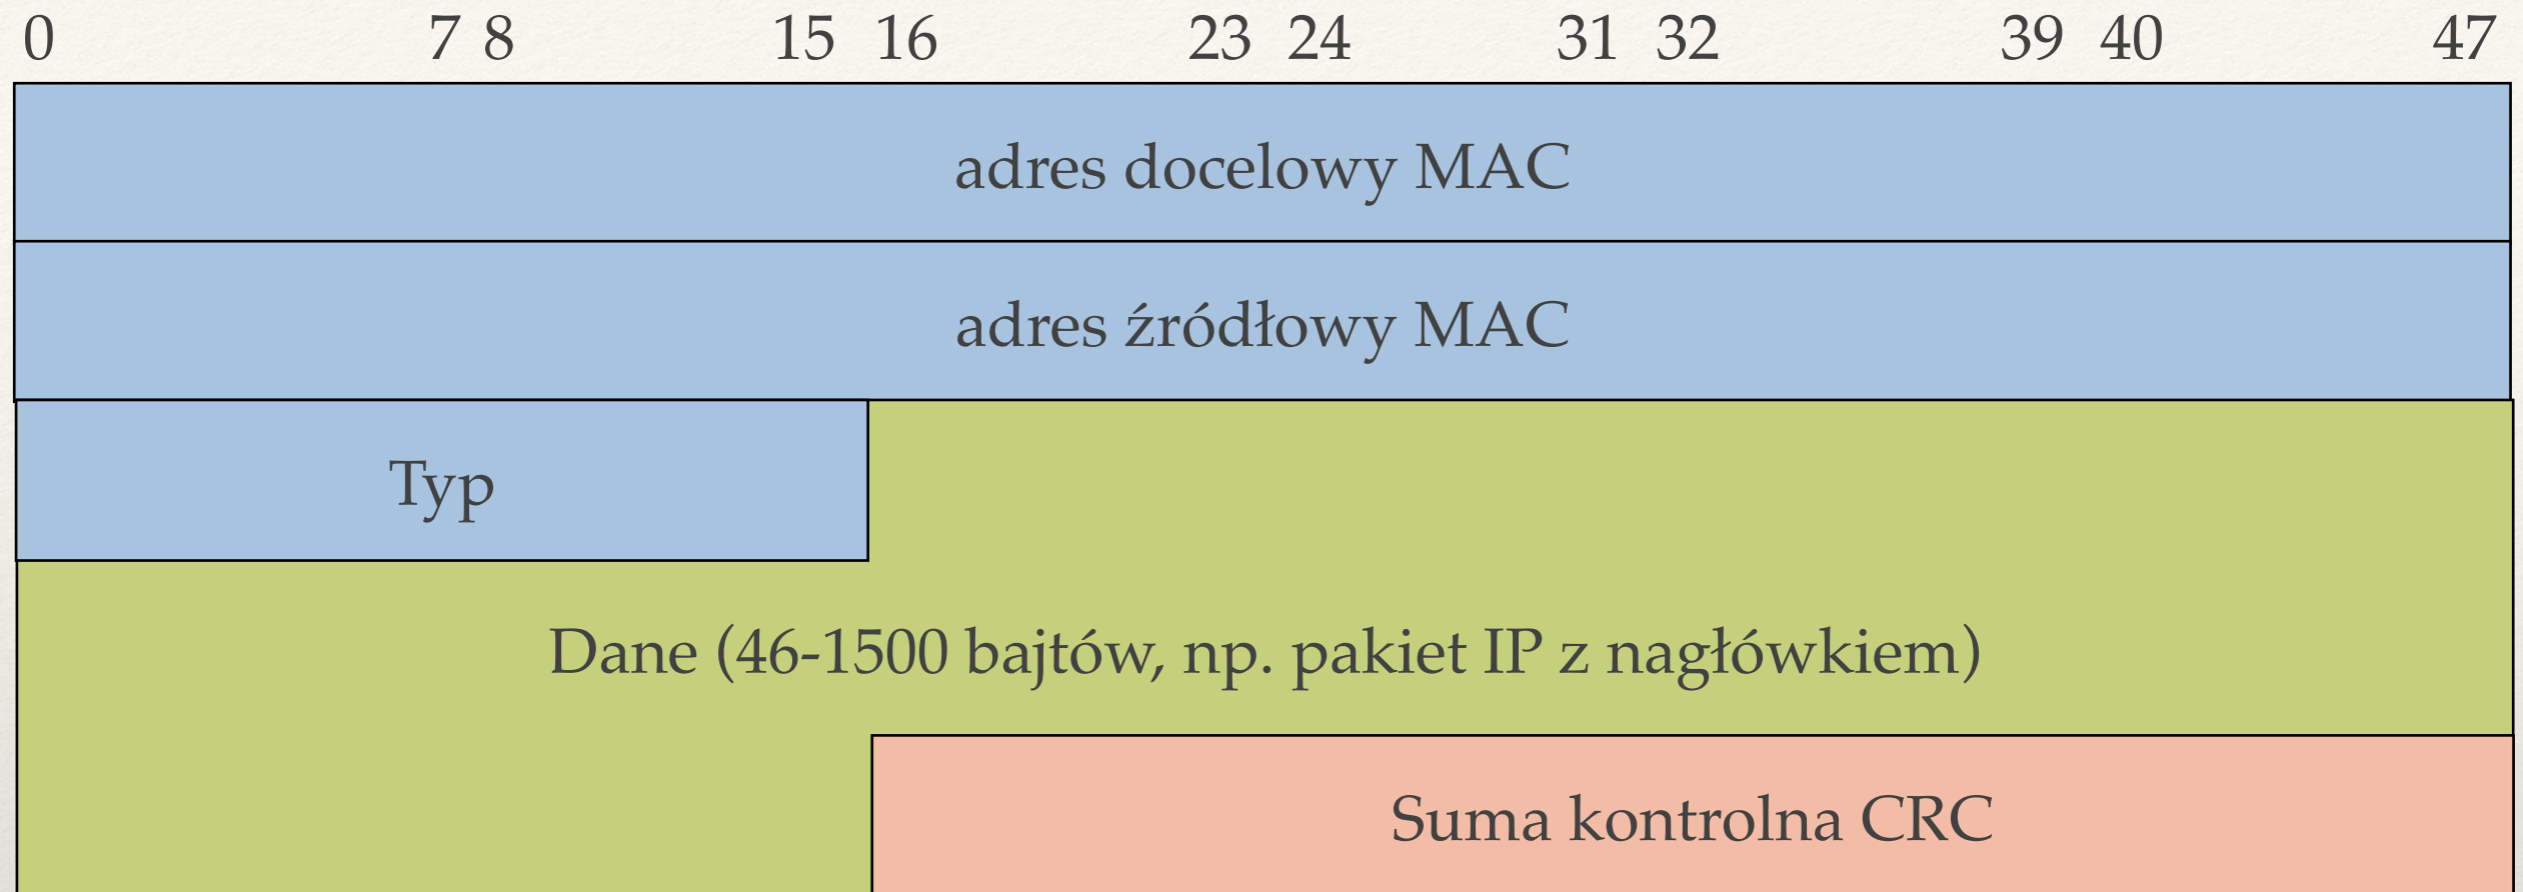 0 7 8 15 16 23 24 31 32 39 40 47
adres docelowy MAC
adres źródłowy MAC
Typ
Dane (46-1500 bajtów, np. pakiet IP z nagłówkiem)
Suma kontrolna CRC